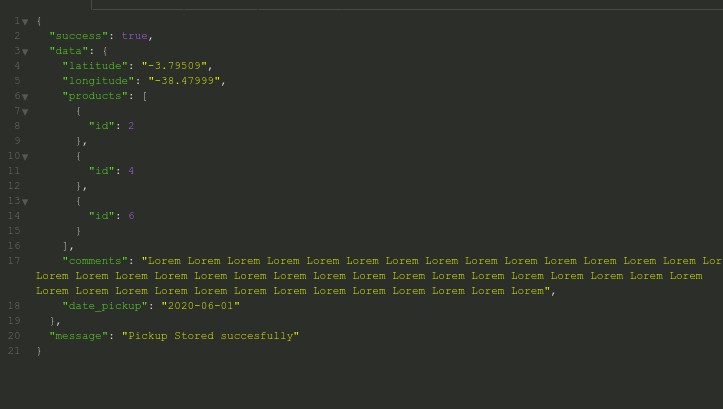 1 {
2 "success": true,
3 "data": {
4 "latitude": "-3.79509",
5 "longitude": "-38.47999",
6 "products": [
7 {
8 "id": 2
9 },
10 {
11 "id": 4
12 },
13 {
14 "id": 6
15 }
16 ],
17 "comments": "Lorem Lorem Lorem Lorem Lorem Lorem Lorem Lorem Lorem Lorem Lorem Lorem Lorem Lorem Lor
Lorem Lorem Lorem Lorem Lorem Lorem Lorem Lorem Lorem Lorem Lorem Lorem Lorem Lorem Lorem Lorem Lorem
Lorem Lorem Lorem Lorem Lorem Lorem Lorem Lorem Lorem Lorem Lorem Lorem Lorem",
18 "date_pickup": "2020-06-01"
19 },
20 "message": "Pickup Stored succesfully"
21 }